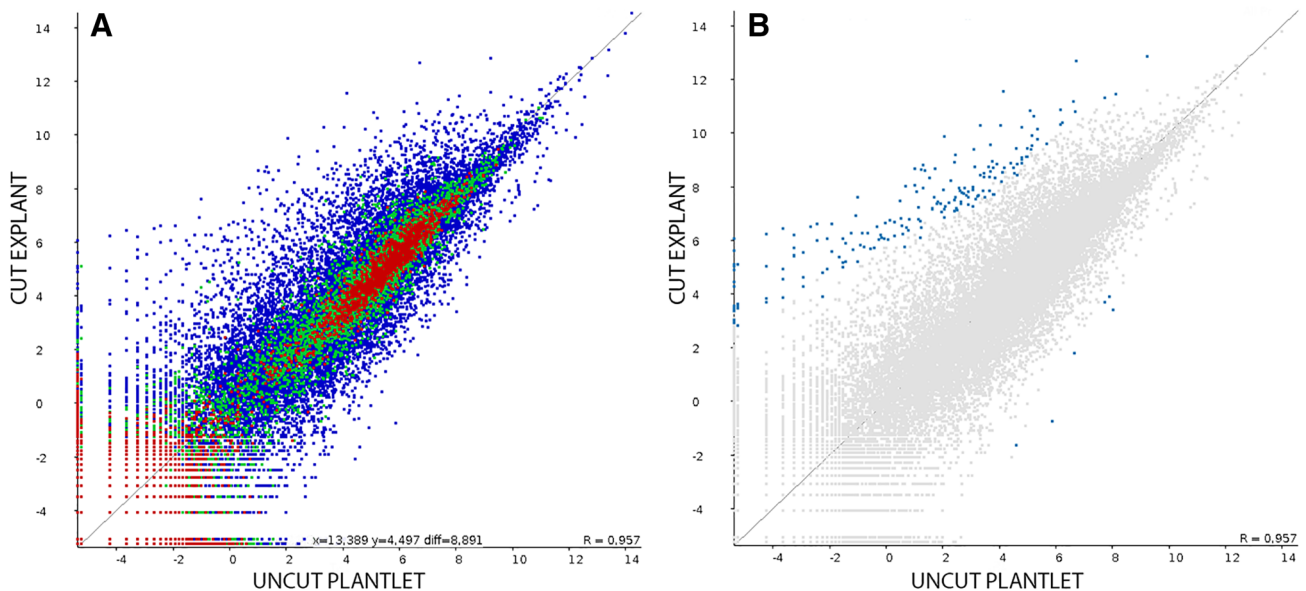 A
14
12
10
8
6
4
2
0
-2
-4
CUT EXPLANT
x=13,389 y=4,497 diff=8,891
R = 0,957
-4 -2 0 2 4 6 8 10 12 14
UNCUT PLANTLET
B
14
12
10
8
6
4
2
0
-2
-4
CUT EXPLANT
R = 0,957
-4 -2 0 2 4 6 8 10 12 14
UNCUT PLANTLET